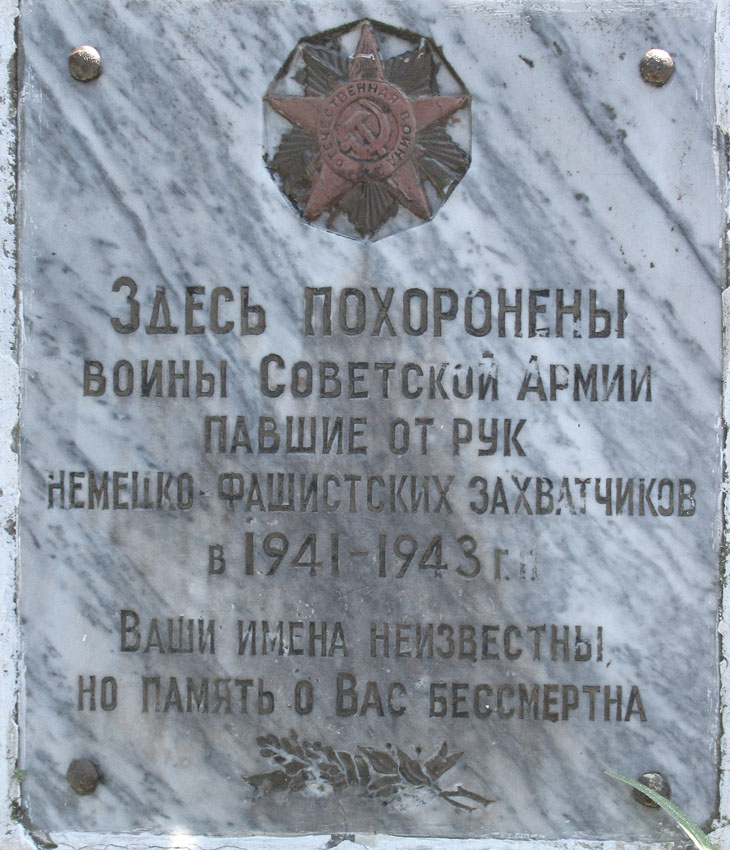 ОТЕЧЕСТВЕННАЯ ВОЙНА
ЗДЕСЬ ПОХОРОНЕНЫ
ВОИНЫ СОВЕТСКОЙ АРМИИ
ПАВШИЕ ОТ РУК
НЕМЕЦКО-ФАШИСТСКИХ ЗАХВАТЧИКОВ
В 1941-1943 г.г.
ВАШИ ИМЕНА НЕИЗВЕСТНЫ,
НО ПАМЯТЬ О ВАС БЕССМЕРТНА